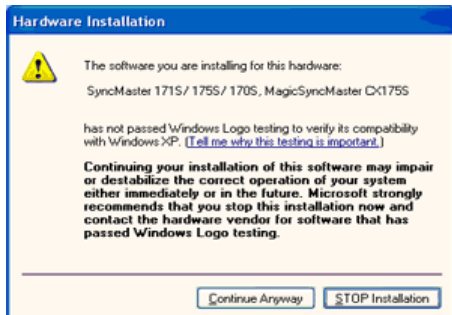 Hardware Installation
The software you are installing for this hardware:
SyncMaster 171S/ 175S/ 170S, MagicSyncMaster CX175S
has not passed Windows Logo testing to verify its compatibility
with Windows XP. (Tell me why this testing is important.)
Continuing your installation of this software may impair
or destabilize the correct operation of your system
either immediately or in the future. Microsoft strongly
recommends that you stop this installation now and
contact the hardware vendor for software that has
passed Windows Logo testing.
Continue Anyway STOP Installation